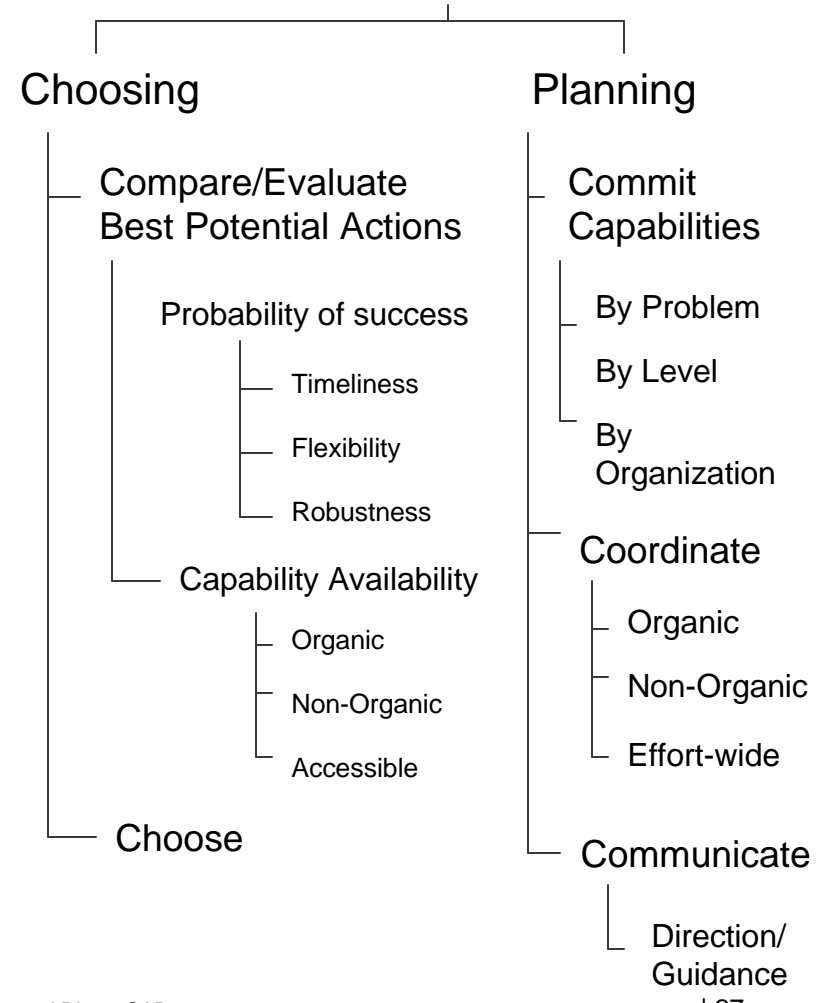 Choosing
Compare/Evaluate
Best Potential Actions
Probability of success
Timeliness
Flexibility
Robustness
Capability Availability
Organic
Non-Organic
Accessible
Choose
Planning
Commit
Capabilities
By Problem
By Level
By
Organization
Coordinate
Organic
Non-Organic
Effort-wide
Communicate
Direction/
Guidance